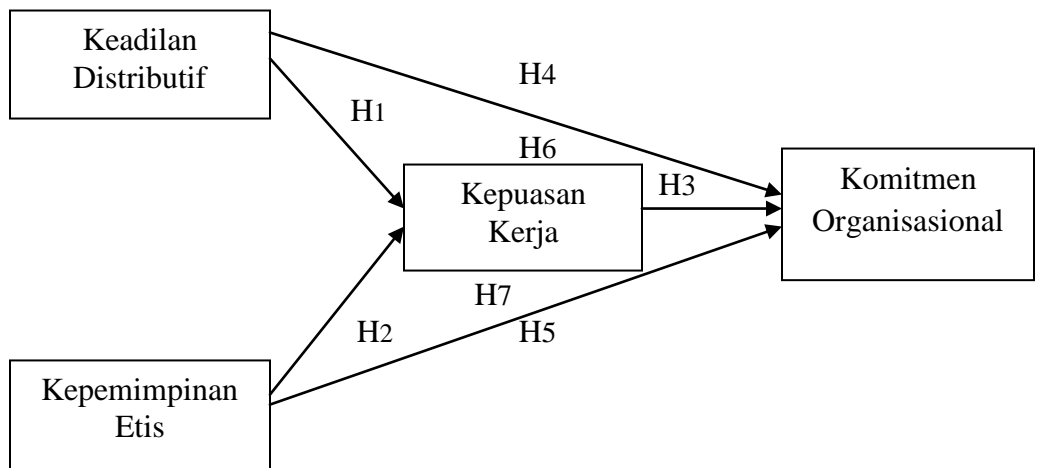 Keadilan
Distributif
H4
H1
H6
Kepuasan
Kerja
H3
Komitmen
Organisasional
H7
H2
H5
Kepemimpinan
Etis